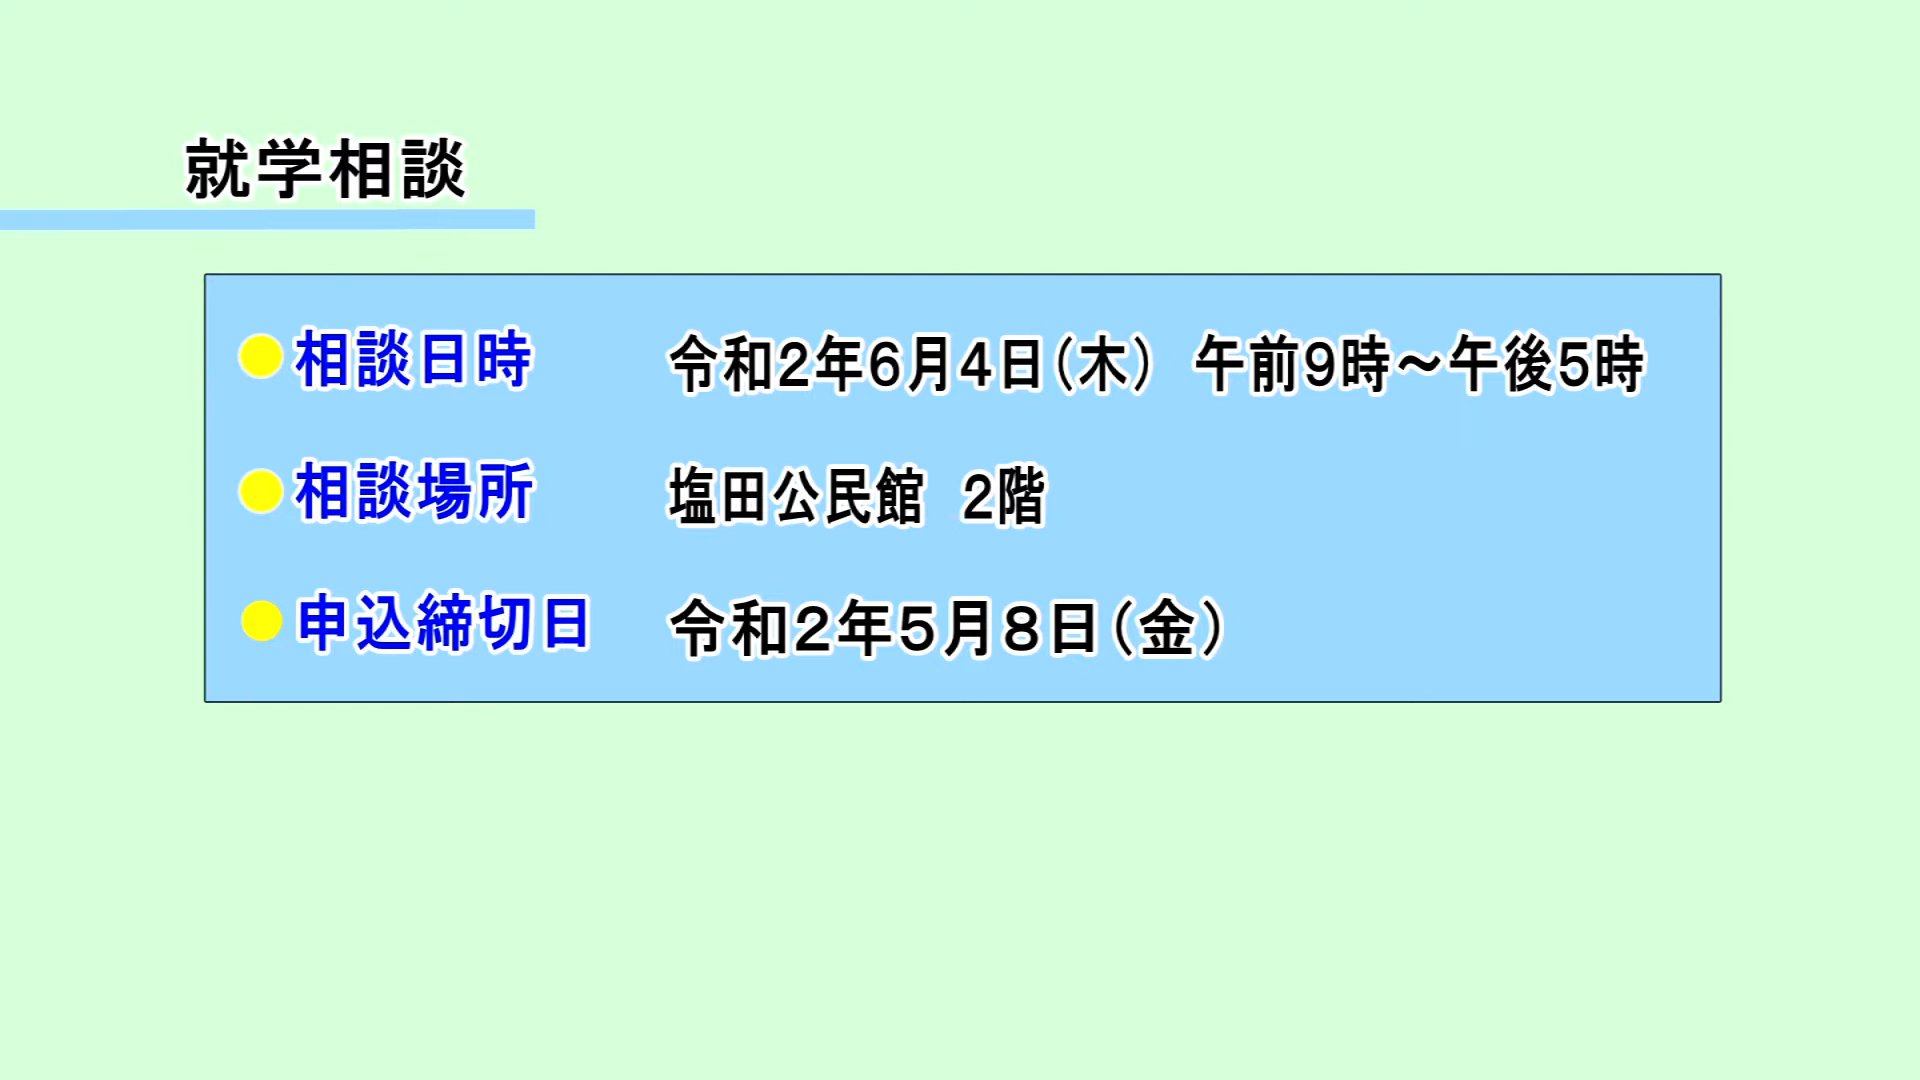 就学相談
●相談日時 令和2年6月4日(木) 午前9時～午後5時
●相談場所 塩田公民館 2階
●申込締切日 令和2年5月8日(金)